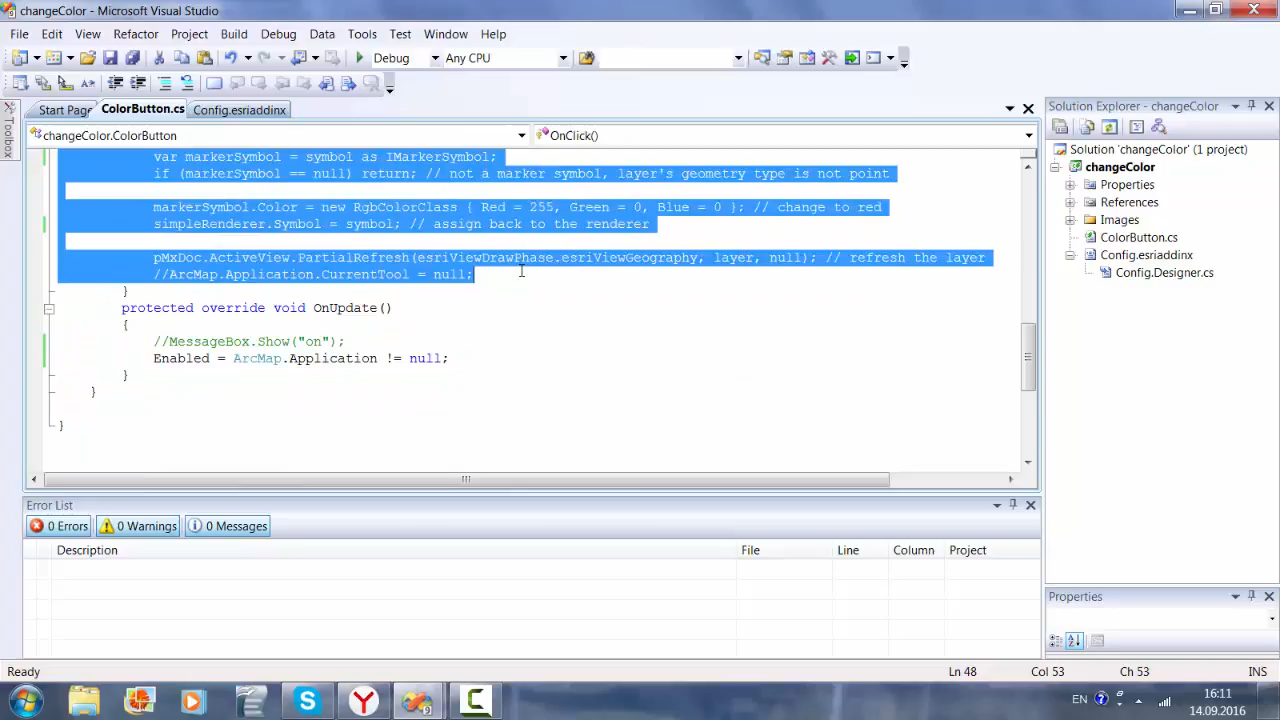 changeColor - Microsoft Visual Studio
File Edit View Refactor Project Build Debug Data Tools Test Window Help
Debug Any CPU
Start Page ColorButton.cs Config.esriaddinx
changeColor.ColorButton OnClick()
var markerSymbol = symbol as IMarkerSymbol;
if (markerSymbol == null) return; // not a marker symbol, layer's geometry type is not point
markerSymbol.Color = new RgbColorClass { Red = 255, Green = 0, Blue = 0 }; // change to red
simpleRenderer.Symbol = symbol; // assign back to the renderer
pMxDoc.ActiveView.PartialRefresh(esriViewDrawPhase.esriViewGeography, layer, null); // refresh the layer
//ArcMap.Application.CurrentTool = null;
}
protected override void OnUpdate()
{
//MessageBox.Show("on");
Enabled = ArcMap.Application != null;
}
}
}
Toolbox
Solution Explorer - changeColor
Solution 'changeColor' (1 project)
changeColor
Properties
References
Images
ColorButton.cs
Config.esriaddinx
Config.Designer.cs
Error List
0 Errors 0 Warnings 0 Messages
Description File Line Column Project
Properties
Ready Ln 48 Col 53 Ch 53 INS
EN 16:11
14.09.2016